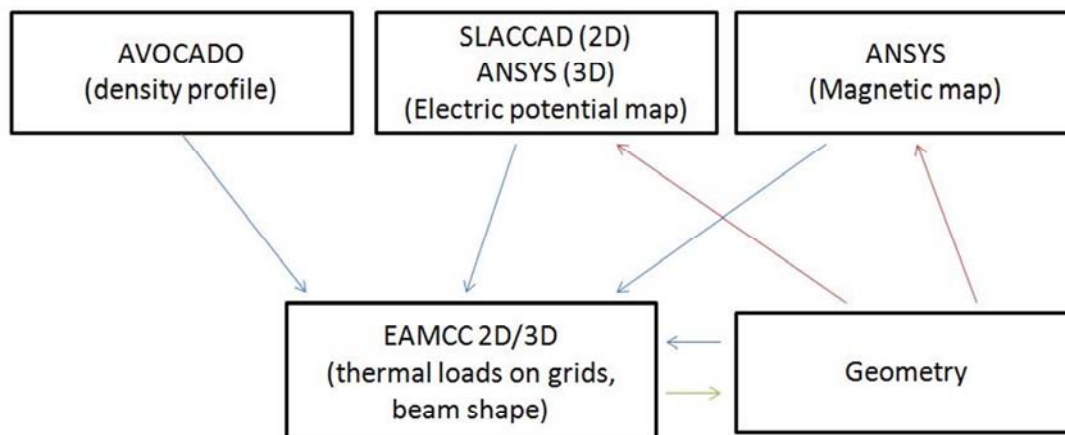 AVOCADO
(density profile)
SLACCAD (2D)
ANSYS (3D)
(Electric potential map)
ANSYS
(Magnetic map)
EAMCC 2D/3D
(thermal loads on grids,
beam shape)
Geometry